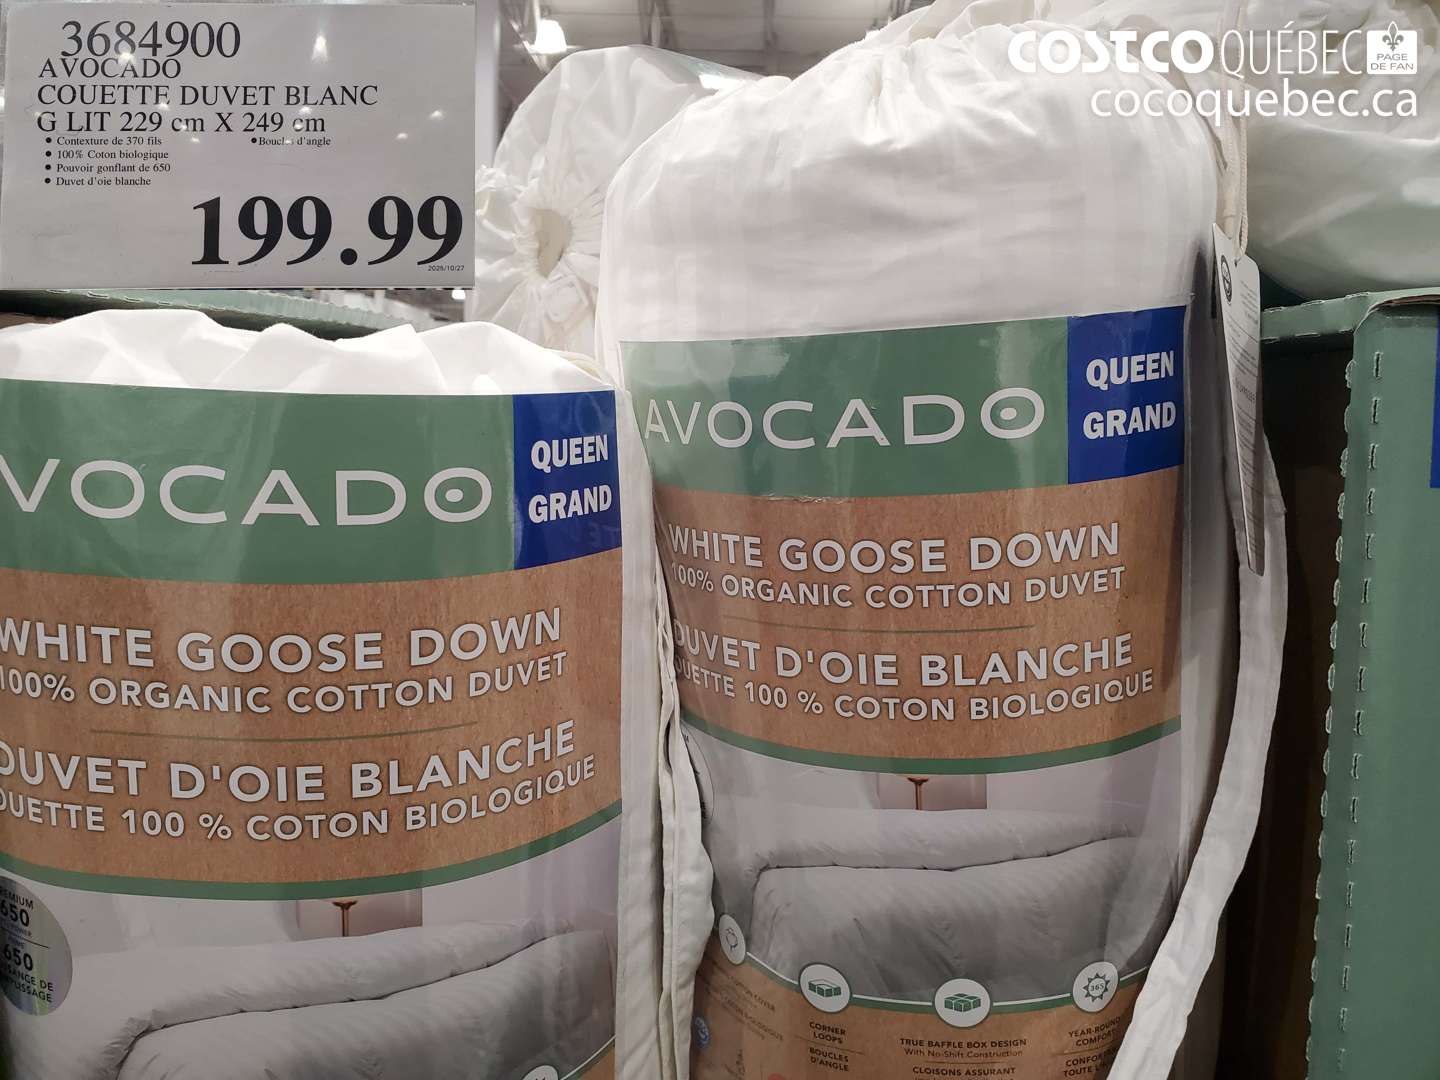 3684900
AVOCADO
COUETTE DUVET BLANC
G LIT 229 cm X 249 cm
• Contexture de 370 fils
• Boucles d'angle
• 100% Coton biologique
• Pouvoir gonflant de 650
• Duvet d'oie blanche
199.99
2025/10/27
COSTCO QUÉBEC
PAGE
DE FAN
cocoquebec.ca
VOCADO
QUEEN
GRAND
WHITE GOOSE DOWN
100% ORGANIC COTTON DUVET
DUVET D'OIE BLANCHE
OUETTE 100 % COTON BIOLOGIQUE
650
650
AVOCADO
QUEEN
GRAND
WHITE GOOSE DOWN
100% ORGANIC COTTON DUVET
DUVET D'OIE BLANCHE
OUETTE 100 % COTON BIOLOGIQUE
CORNER
LOOPS
BOUCLES
D'ANGLE
TRUE BAFFLE BOX DESIGN
With No-Shift Construction
CLOISONS ASSURANT
365
YEAR-ROUND
COMFORT